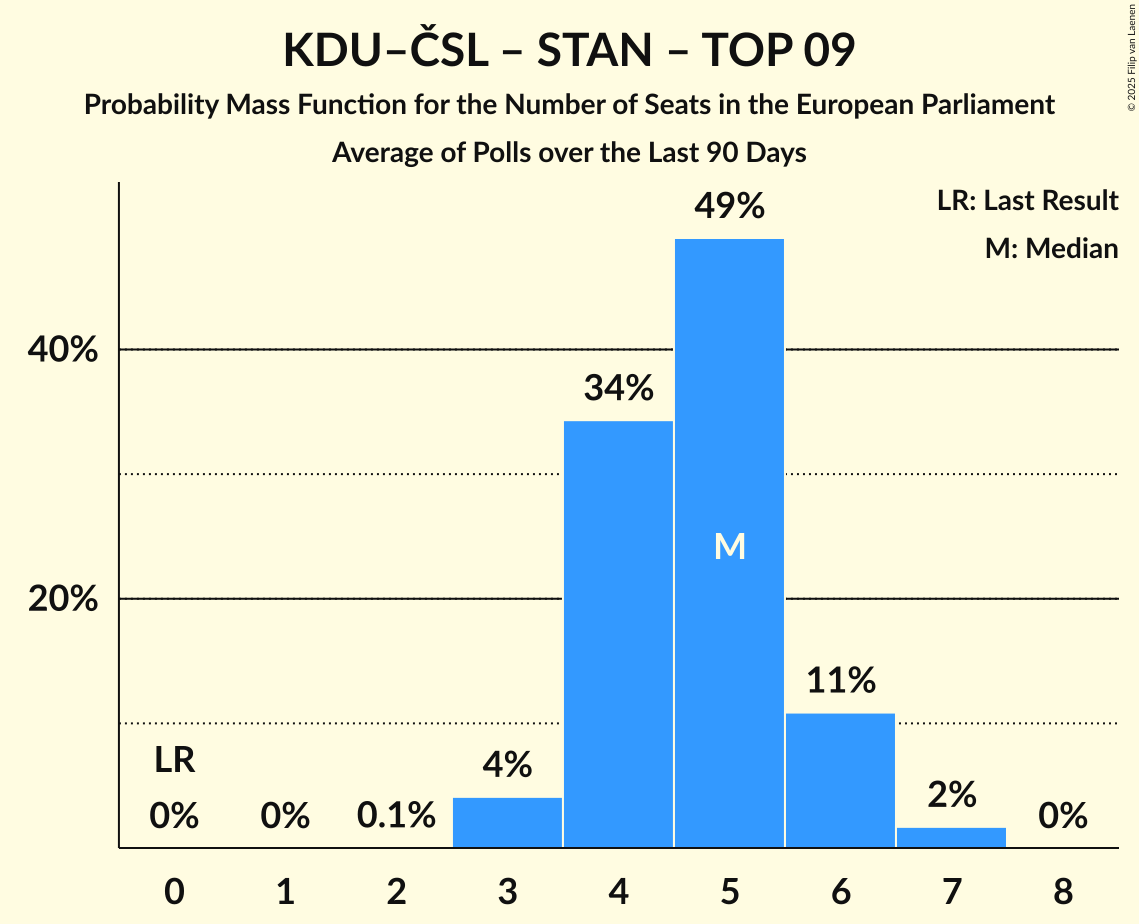 KDU–ČSL – STAN – TOP 09
Probability Mass Function for the Number of Seats in the European Parliament
Average of Polls over the Last 90 Days
© 2025 Filip van Laenen
LR: Last Result
M: Median
49%
40%
34%
M
20%
11%
LR
4%
2%
0% 0% 0.1% 0%
0 1 2 3 4 5 6 7 8